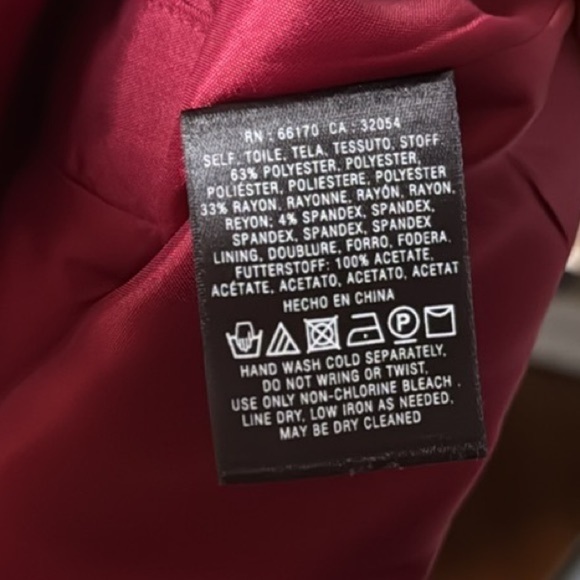 RN : 66170 CA : 32054
SELF, TOILE, TELA, TESSUTO, STOFF
63% POLYESTER, POLYESTER,
POLIÉSTER, POLIESTERE, POLYESTER
33% RAYON, RAYONNE, RAYÓN, RAYON,
REYON; 4% SPANDEX, SPANDEX,
SPANDEX, SPANDEX, SPANDEX
LINING, DOUBLURE, FORRO, FODERA,
FUTTERSTOFF: 100% ACETATE,
ACÉTATE, ACETATO, ACETATO, ACETAT
HECHO EN CHINA
P
HAND WASH COLD SEPARATELY,
DO NOT WRING OR TWIST,
USE ONLY NON-CHLORINE BLEACH .
LINE DRY, LOW IRON AS NEEDED,
MAY BE DRY CLEANED